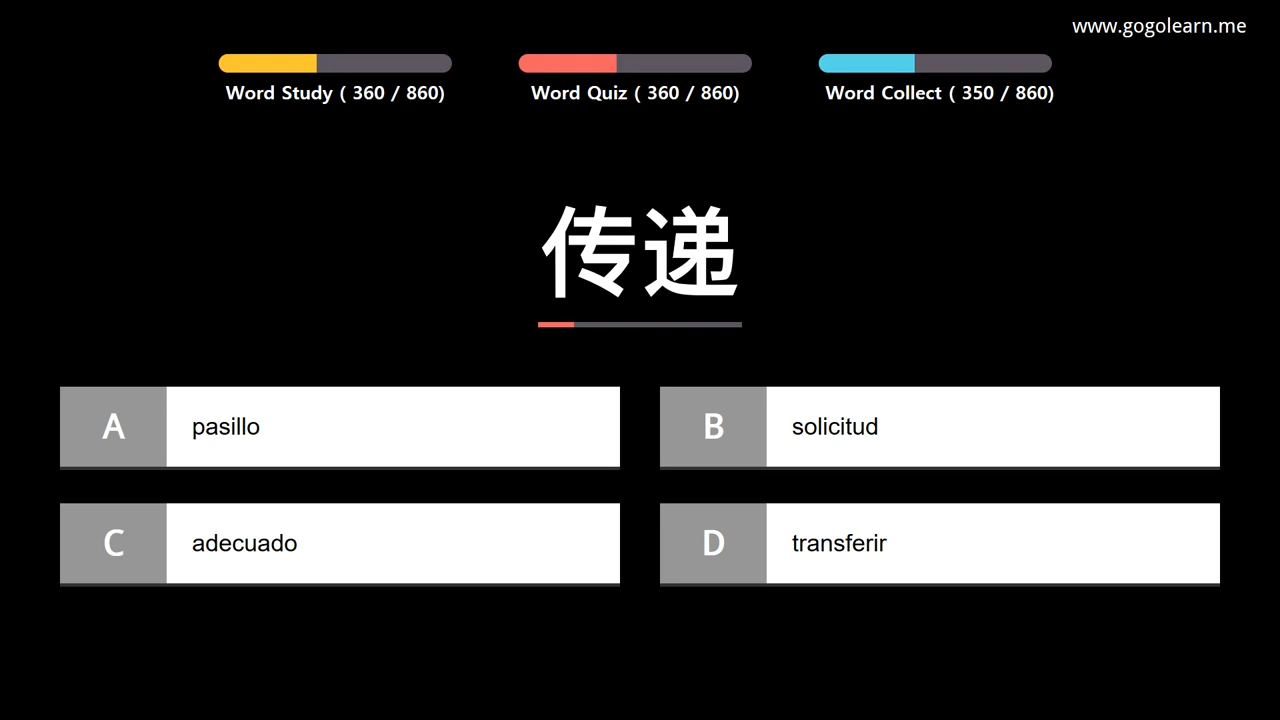 www.gogolearn.me
Word Study ( 360 / 860)
Word Quiz ( 360 / 860)
Word Collect ( 350 / 860)
传递
A pasillo
B solicitud
C adecuado
D transferir